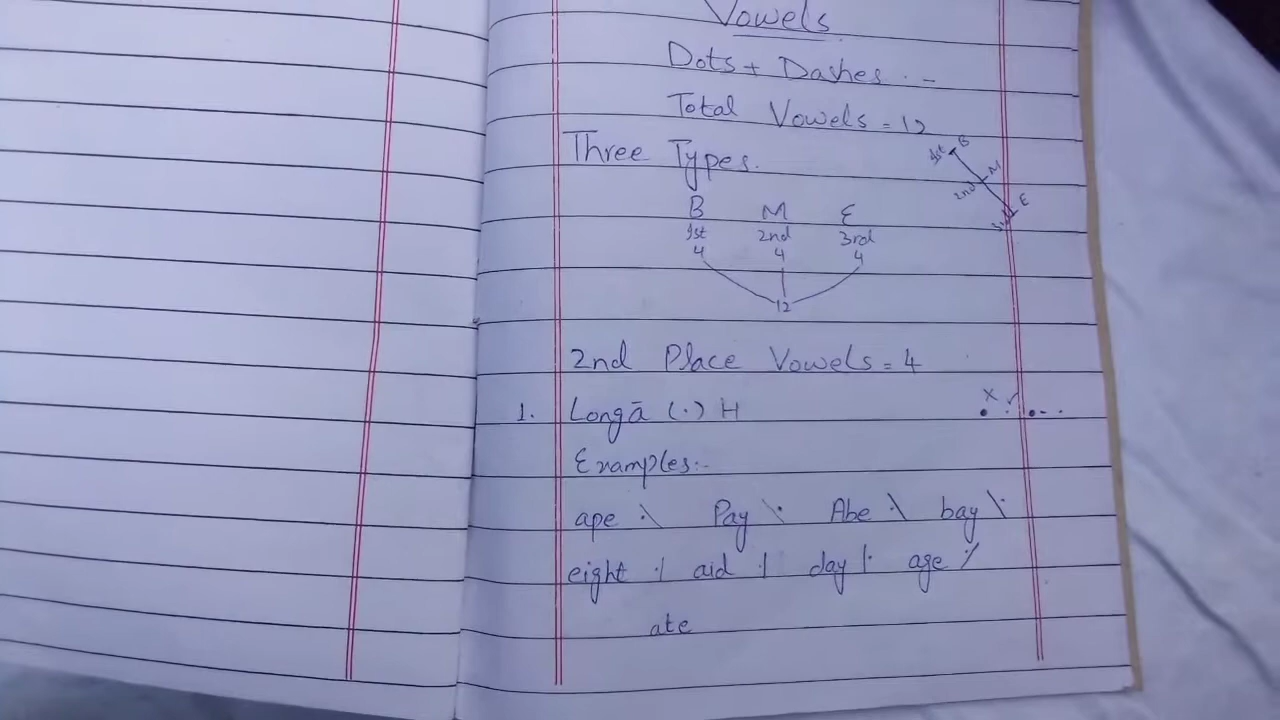 Vowels
Dots + Dashes . -
Total Vowels = 12
Three Types.
1st B
2nd M
3rd E
B M E
1st 2nd 3rd
4 4 4
12
2nd Place Vowels = 4
1. Longā (.) H
x ✓
Examples:-
ape Pay Abe bay
eight aid day age
ate